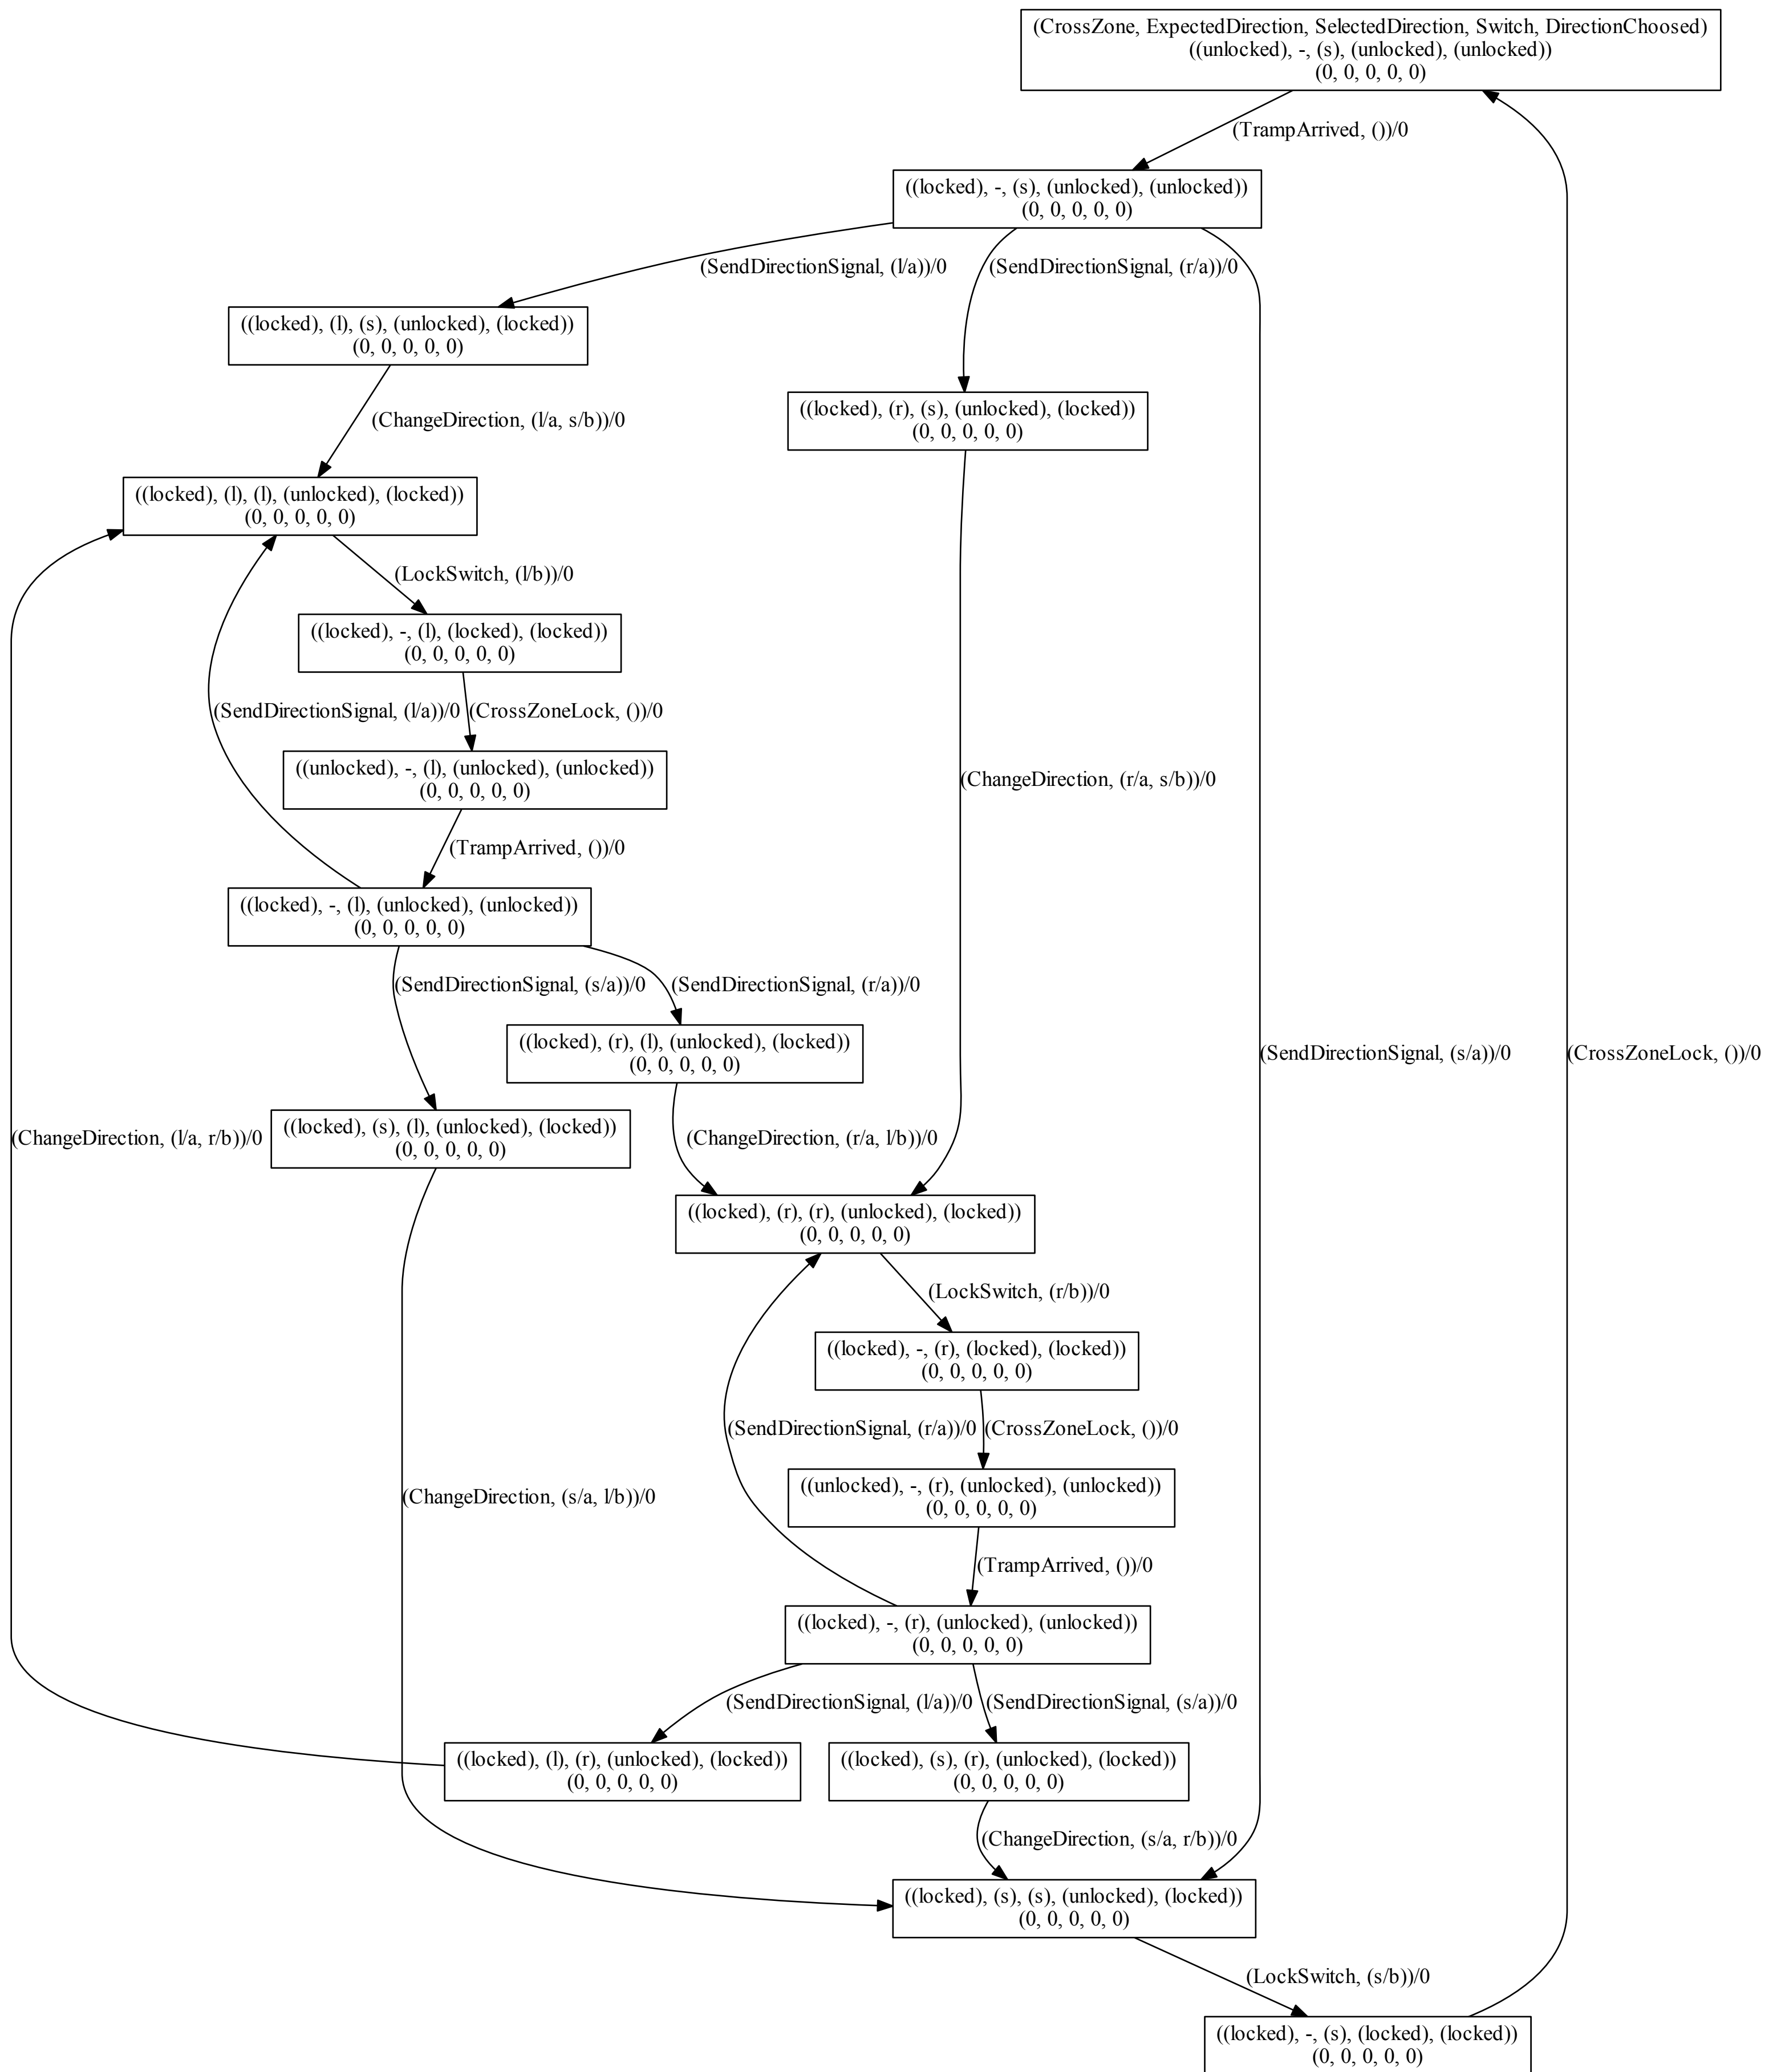 (CrossZone, ExpectedDirection, SelectedDirection, Switch, DirectionChoosed)
((unlocked), -, (s), (unlocked), (unlocked))
(0, 0, 0, 0, 0)
(TrampArrived, ())/0
((locked), -, (s), (unlocked), (unlocked))
(0, 0, 0, 0, 0)
(SendDirectionSignal, (l/a))/0
(SendDirectionSignal, (r/a))/0
((locked), (l), (s), (unlocked), (locked))
(0, 0, 0, 0, 0)
((locked), (r), (s), (unlocked), (locked))
(0, 0, 0, 0, 0)
(ChangeDirection, (l/a, s/b))/0
((locked), (l), (l), (unlocked), (locked))
(0, 0, 0, 0, 0)
(LockSwitch, (l/b))/0
((locked), -, (l), (locked), (locked))
(0, 0, 0, 0, 0)
(SendDirectionSignal, (l/a))/0
(CrossZoneLock, ())/0
((unlocked), -, (l), (unlocked), (unlocked))
(0, 0, 0, 0, 0)
(ChangeDirection, (r/a, s/b))/0
(TrampArrived, ())/0
((locked), -, (l), (unlocked), (unlocked))
(0, 0, 0, 0, 0)
(SendDirectionSignal, (s/a))/0
(SendDirectionSignal, (r/a))/0
((locked), (r), (l), (unlocked), (locked))
(0, 0, 0, 0, 0)
(SendDirectionSignal, (s/a))/0
(CrossZoneLock, ())/0
(ChangeDirection, (l/a, r/b))/0
((locked), (s), (l), (unlocked), (locked))
(0, 0, 0, 0, 0)
(ChangeDirection, (r/a, l/b))/0
((locked), (r), (r), (unlocked), (locked))
(0, 0, 0, 0, 0)
(LockSwitch, (r/b))/0
((locked), -, (r), (locked), (locked))
(0, 0, 0, 0, 0)
(SendDirectionSignal, (r/a))/0
(CrossZoneLock, ())/0
((unlocked), -, (r), (unlocked), (unlocked))
(0, 0, 0, 0, 0)
(ChangeDirection, (s/a, l/b))/0
(TrampArrived, ())/0
((locked), -, (r), (unlocked), (unlocked))
(0, 0, 0, 0, 0)
(SendDirectionSignal, (l/a))/0
(SendDirectionSignal, (s/a))/0
((locked), (l), (r), (unlocked), (locked))
(0, 0, 0, 0, 0)
((locked), (s), (r), (unlocked), (locked))
(0, 0, 0, 0, 0)
(ChangeDirection, (s/a, r/b))/0
((locked), (s), (s), (unlocked), (locked))
(0, 0, 0, 0, 0)
(LockSwitch, (s/b))/0
((locked), -, (s), (locked), (locked))
(0, 0, 0, 0, 0)